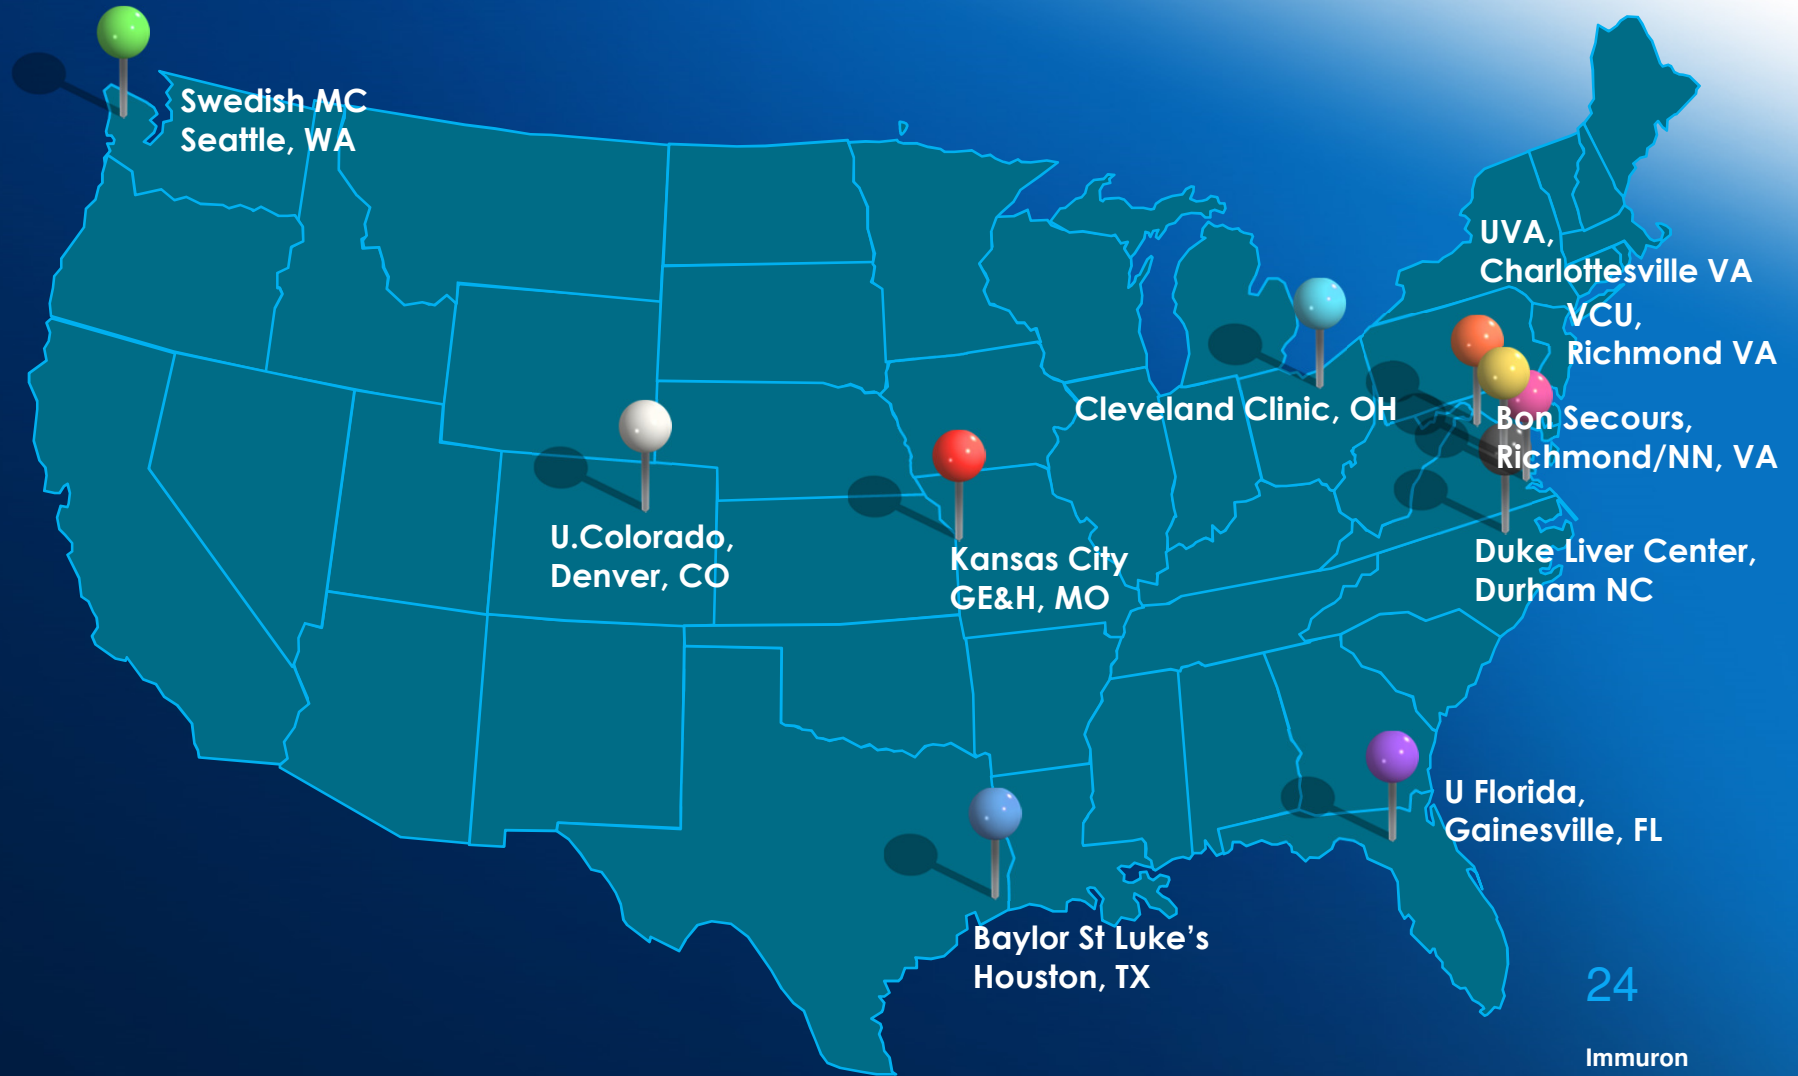 Swedish MC
Seattle, WA
UVA,
Charlottesville VA
VCU,
Richmond VA
Cleveland Clinic, OH
Bon Secours,
Richmond/NN, VA
U.Colorado,
Denver, CO
Kansas City
GE&H, MO
Duke Liver Center,
Durham NC
U Florida,
Gainesville, FL
Baylor St Luke’s
Houston, TX
24
Immuron